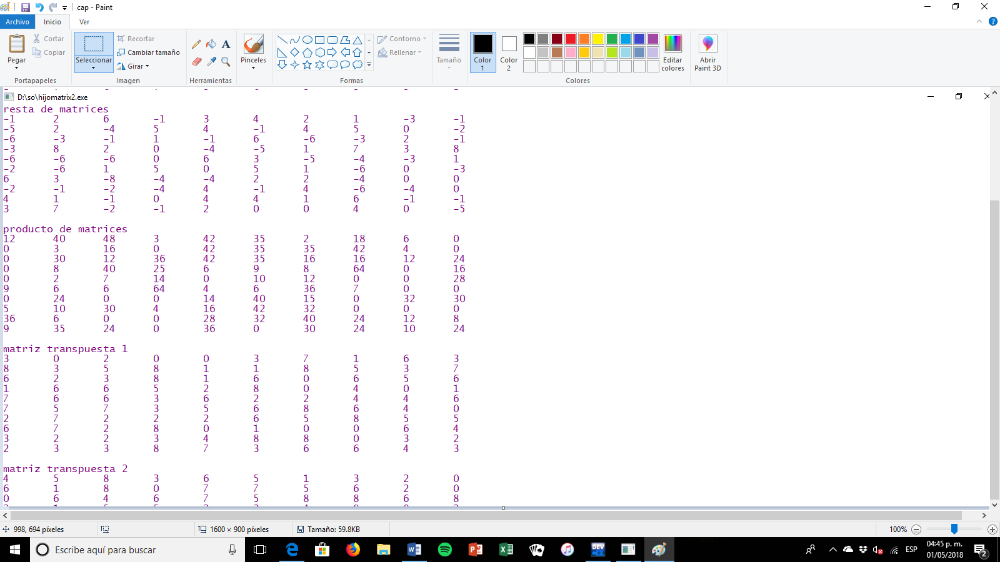 cap - Paint
Archivo Inicio Ver
Pegar
Cortar
Copiar
Portapapeles
Seleccionar
Recortar
Cambiar tamaño
Girar
Imagen
Herramientas
Pinceles
Contorno
Rellenar
Formas
Tamaño
Color 1
Color 2
Editar colores
Colores
Abrir Paint 3D
D:\so\hijomatrix2.exe
resta de matrices
-1 2 6 -1 3 4 2 1 -3 -1
-5 2 -4 5 4 -1 4 5 0 -2
-6 -3 -1 1 -1 6 -6 -3 2 -1
-3 8 2 0 -4 -5 1 7 3 8
-6 -6 -6 0 6 3 -5 -4 -3 1
-2 -6 1 5 0 5 1 -6 0 -3
6 3 -8 -4 -4 2 2 -4 0 0
-2 -1 -2 -4 4 -1 4 -6 -4 0
4 1 -1 0 4 4 1 6 -1 -1
3 7 -2 -1 2 0 0 4 0 -5
producto de matrices
12 40 48 3 42 35 2 18 6 0
0 3 16 0 42 35 35 42 4 0
0 30 12 36 42 35 16 16 12 24
0 8 40 25 6 9 8 64 0 16
0 2 7 14 0 10 12 0 0 28
9 6 6 64 4 6 36 7 0 0
0 24 0 0 14 40 15 0 32 30
5 10 30 4 16 42 32 0 0 0
36 6 0 0 28 32 40 24 12 8
9 35 24 0 36 0 30 24 10 24
matriz transpuesta 1
3 0 2 0 0 3 7 1 6 3
8 3 5 8 1 1 8 5 3 7
6 2 3 8 1 6 0 6 5 6
1 6 6 5 2 8 0 4 0 1
7 6 6 3 6 2 2 4 4 6
7 5 7 3 5 6 8 6 4 0
2 7 2 2 2 6 5 8 5 5
6 7 2 8 0 1 0 0 6 4
3 2 2 3 4 8 8 0 3 2
2 3 3 8 7 3 6 6 4 3
matriz transpuesta 2
4 5 8 3 6 5 1 3 2 0
6 1 8 0 7 7 5 6 2 0
0 6 4 6 7 5 8 8 6 8
998, 694 píxeles
1600 × 900 píxeles
Tamaño: 59.8KB
100%
Escribe aquí para buscar
DEV
ESP
04:45 p. m.
01/05/2018
2